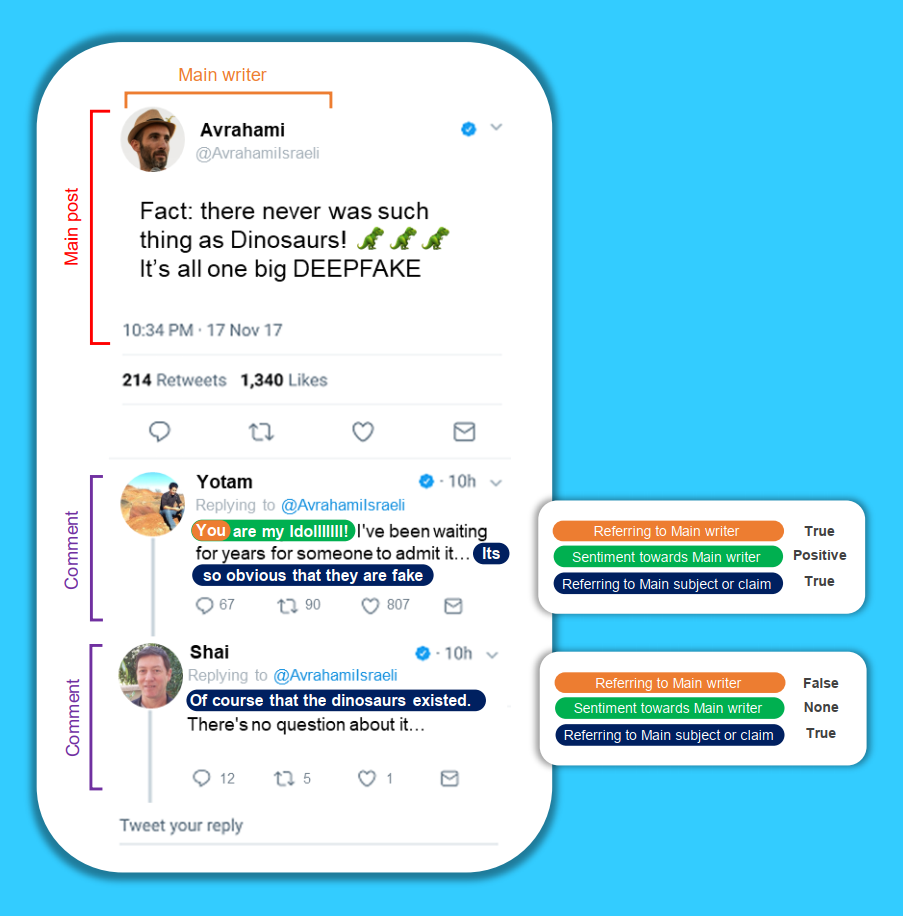 Main writer
Main post
Avrahami
@AvrahamiIsraeli
Fact: there never was such
thing as Dinosaurs! 🦖 🦖 🦖
It's all one big DEEPFAKE
10:34 PM · 17 Nov 17
214 Retweets 1,340 Likes
Comment
Yotam
· 10h
Replying to @AvrahamiIsraeli
You are my Idolllllll! I've been waiting
for years for someone to admit it... Its
so obvious that they are fake
67 90 807
Referring to Main writer True
Sentiment towards Main writer Positive
Referring to Main subject or claim True
Comment
Shai
· 10h
Replying to @AvrahamiIsraeli
Of course that the dinosaurs existed.
There's no question about it...
12 5 1
Referring to Main writer False
Sentiment towards Main writer None
Referring to Main subject or claim True
Tweet your reply